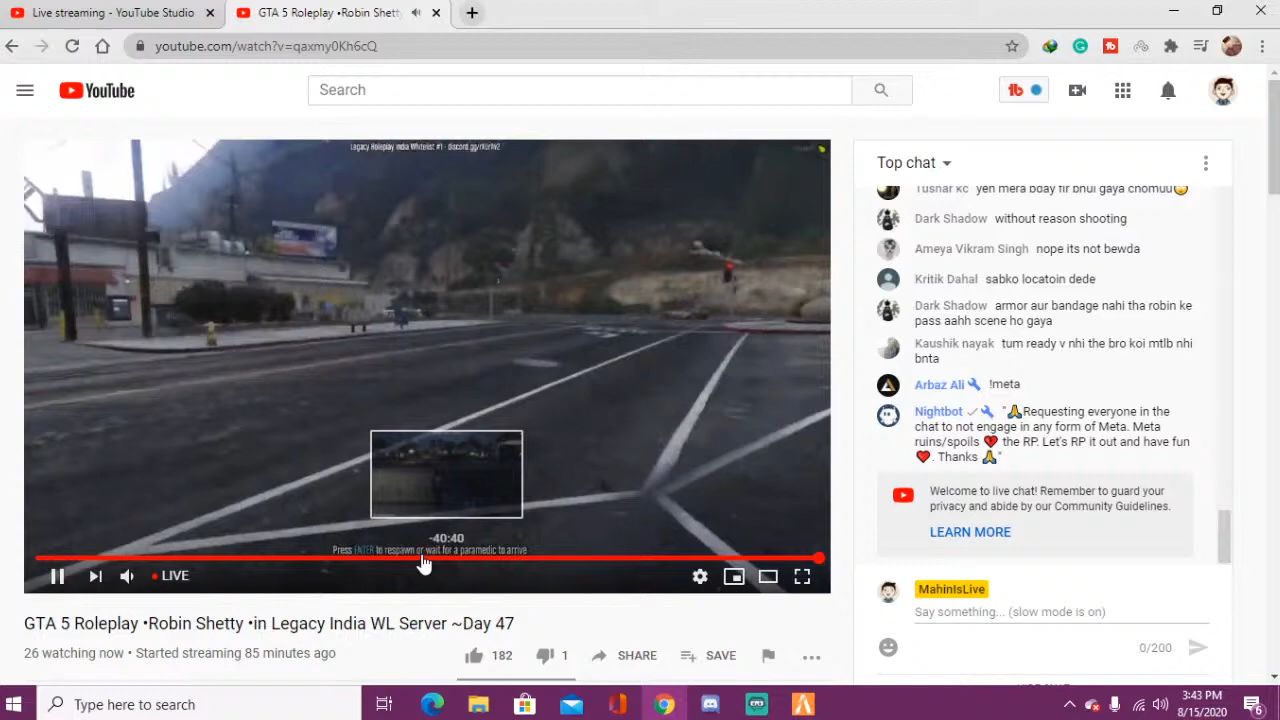 Live streaming - YouTube Studio
GTA 5 Roleplay •Robin Shetty
youtube.com/watch?v=qaxmy0Kh6cQ
YouTube
Search
Legacy Roleplay India Whitelist #1 - discord.gg/
-40:40
Press ENTER to respawn or wait for a paramedic to arrive
LIVE
GTA 5 Roleplay •Robin Shetty •in Legacy India WL Server ~Day 47
26 watching now • Started streaming 85 minutes ago
182
1
SHARE
SAVE
Top chat
Tushar kc yen mera bday fir bhul gaya chomuu
Dark Shadow without reason shooting
Ameya Vikram Singh nope its not bewda
Kritik Dahal sabko locatoin dede
Dark Shadow armor aur bandage nahi tha robin ke
pass aahh scene ho gaya
Kaushik nayak tum ready v nhi the bro koi mtlb nhi
bnta
Arbaz Ali !meta
Nightbot "🙏Requesting everyone in the
chat to not engage in any form of Meta. Meta
ruins/spoils ❤ the RP. Let's RP it out and have fun
❤. Thanks 🙏"
Welcome to live chat! Remember to guard your
privacy and abide by our Community Guidelines.
LEARN MORE
MahinIsLive
Say something... (slow mode is on)
0/200
Type here to search
3:43 PM
8/15/2020
6